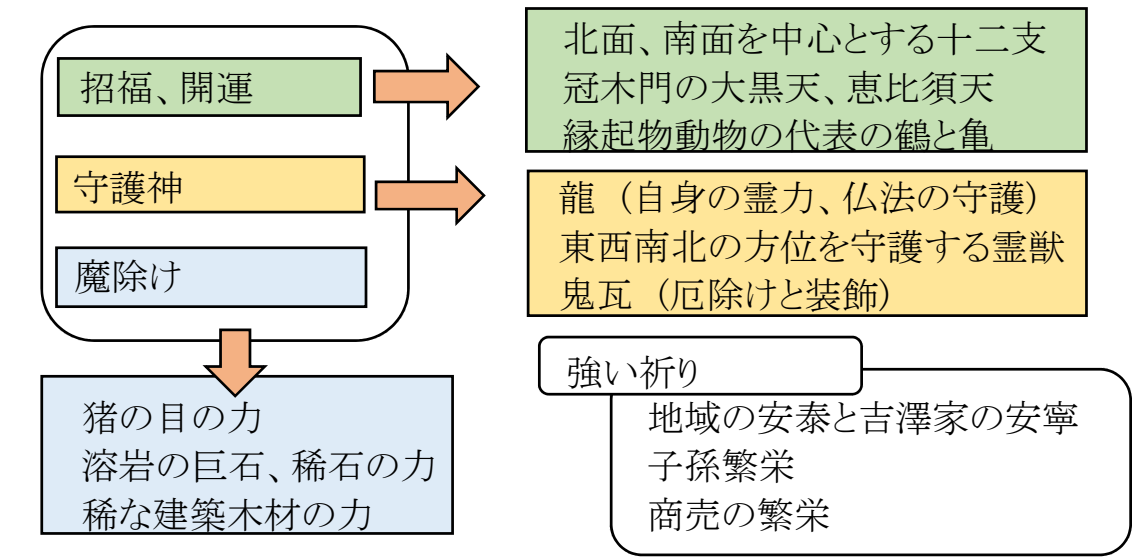 招福、開運
北面、南面を中心とする十二支
冠木門の大黒天、恵比須天
縁起物動物の代表の鶴と亀
守護神
龍（自身の霊力、仏法の守護）
東西南北の方位を守護する霊獣
鬼瓦（厄除けと装飾）
魔除け
猪の目の力
溶岩の巨石、稀石の力
稀な建築木材の力
強い祈り
地域の安泰と吉澤家の安寧
子孫繁栄
商売の繁栄